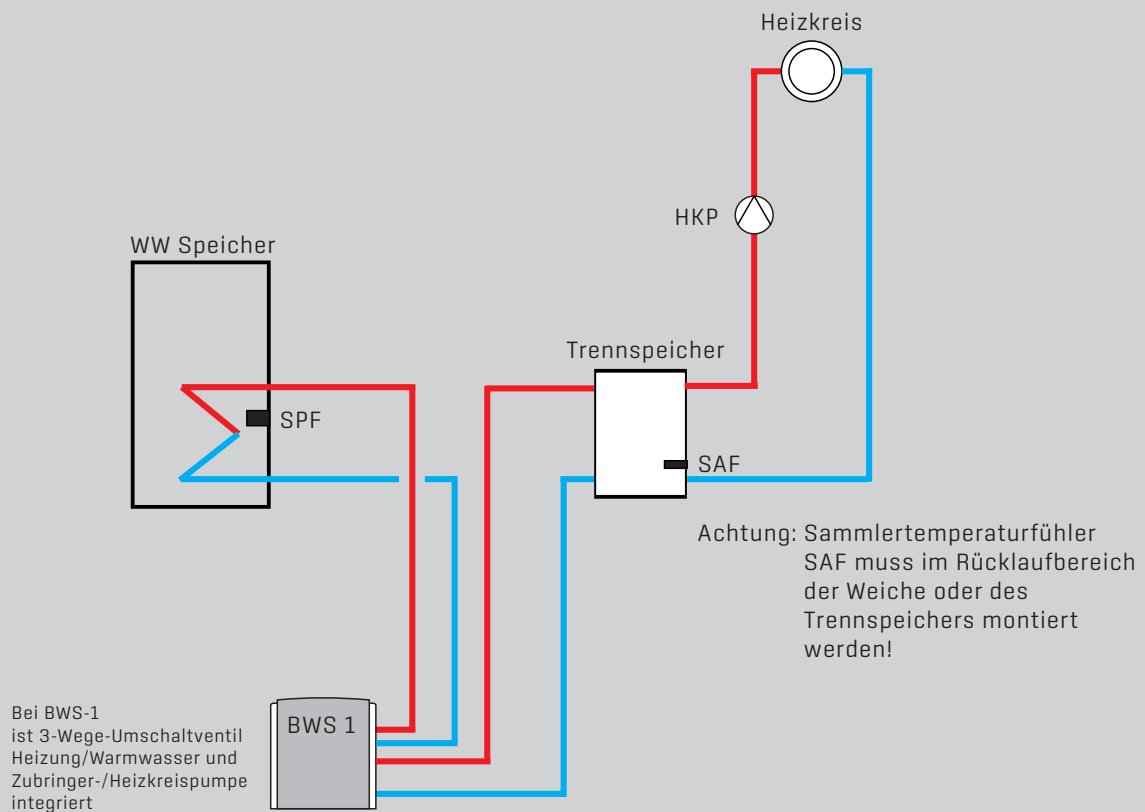 Heizkreis
HKP
WW Speicher
Trennspeicher
SPF
SAF
Achtung: Sammlertemperaturfühler
SAF muss im Rücklaufbereich
der Weiche oder des
Trennspeichers montiert
werden!
Bei BWS-1
ist 3-Wege-Umschaltventil
Heizung/Warmwasser und
Zubringer-/Heizkreispumpe
integriert
BWS 1